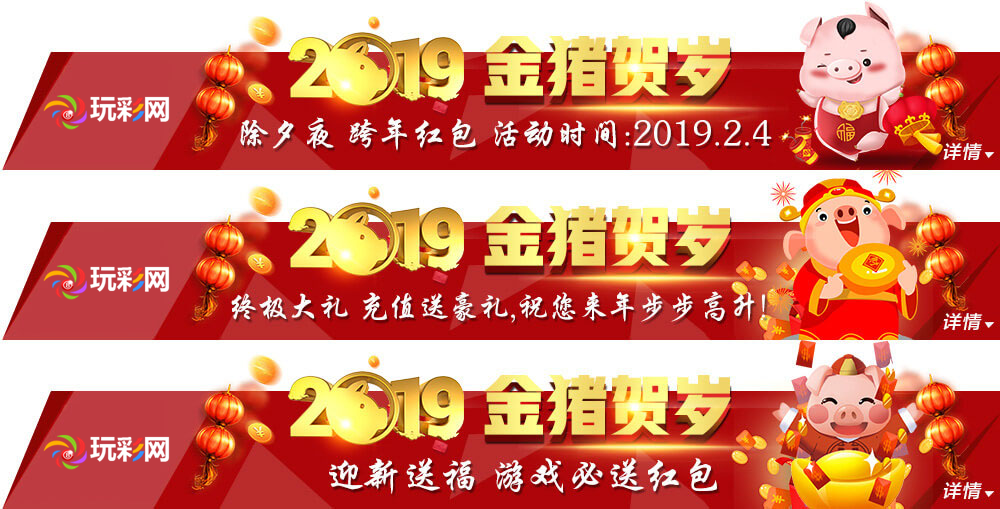 玩彩网
2019 金猪贺岁
除夕夜 跨年红包 活动时间:2019.2.4
福
详情
玩彩网
2019 金猪贺岁
终极大礼 充值送豪礼,祝您来年步步高升!
详情
玩彩网
2019 金猪贺岁
迎新送福 游戏必送红包
详情